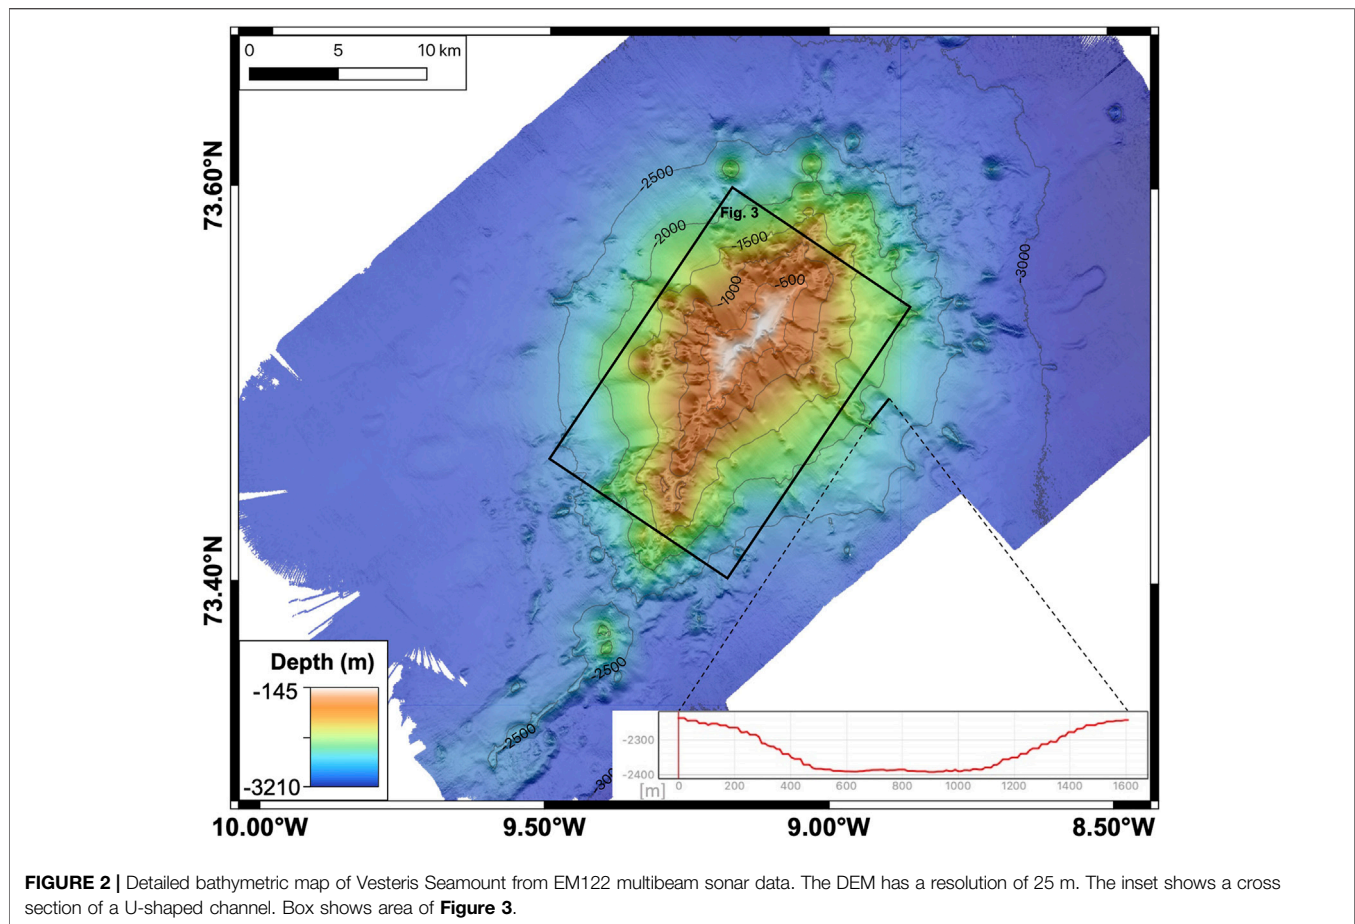 0 5 10 km
73.60°N
73.40°N
-2500
-2000
Fig. 3
-1500
-1000
-500
-3000
-2500
-2500
Depth (m)
-145
-3210
-2300
-2400
[m] 0 200 400 600 800 1000 1200 1400 1600
10.00°W 9.50°W 9.00°W 8.50°W
FIGURE 2 | Detailed bathymetric map of Vesteris Seamount from EM122 multibeam sonar data. The DEM has a resolution of 25 m. The inset shows a cross
section of a U-shaped channel. Box shows area of Figure 3.